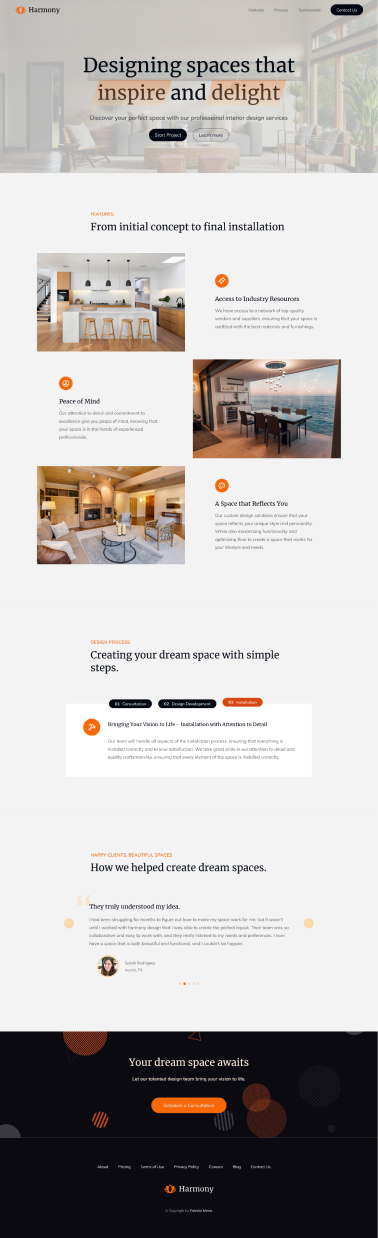 Harmony
Features Process Testimonials Contact Us
Designing spaces that
inspire and delight
Discover your perfect space with our professional interior design services
Start Project Learn more
FEATURES
From initial concept to final installation
Access to Industry Resources
We have access to a network of top-quality
vendors and suppliers, ensuring that your space is
outfitted with the best materials and furnishings.
Peace of Mind
Our attention to detail and commitment to
excellence give you peace of mind, knowing that
your space is in the hands of experienced
professionals.
A Space that Reflects You
Our custom design solutions ensure that your
space reflects your unique style and personality.
While also maximizing functionality and
optimizing flow to create a space that works for
your lifestyle and needs.
DESIGN PROCESS
Creating your dream space with simple
steps.
01 Consultation 02 Design Development 03 Installation
Bringing Your Vision to Life - Installation with Attention to Detail
Our team will handle all aspects of the installation process, ensuring that everything is
installed correctly and to your satisfaction. We take great pride in our attention to detail and
quality craftsmanship, ensuring that every element of the space is installed correctly.
HAPPY CLIENTS, BEAUTIFUL SPACES
How we helped create dream spaces.
“
They truly understood my idea.
I had been struggling for months to figure out how to make my space work for me, but it wasn't
until I worked with harmony design that I was able to create the perfect layout. Their team was so
collaborative and easy to work with, and they really listened to my needs and preferences. I now
have a space that is both beautiful and functional, and I couldn't be happier.
Sarah Rodriguez
Austin, TX
Your dream space awaits
Let our talented design team bring your vision to life.
Schedule a Consultation
About Pricing Terms of Use Privacy Policy Careers Blog Contact Us
Harmony
© Copyright by